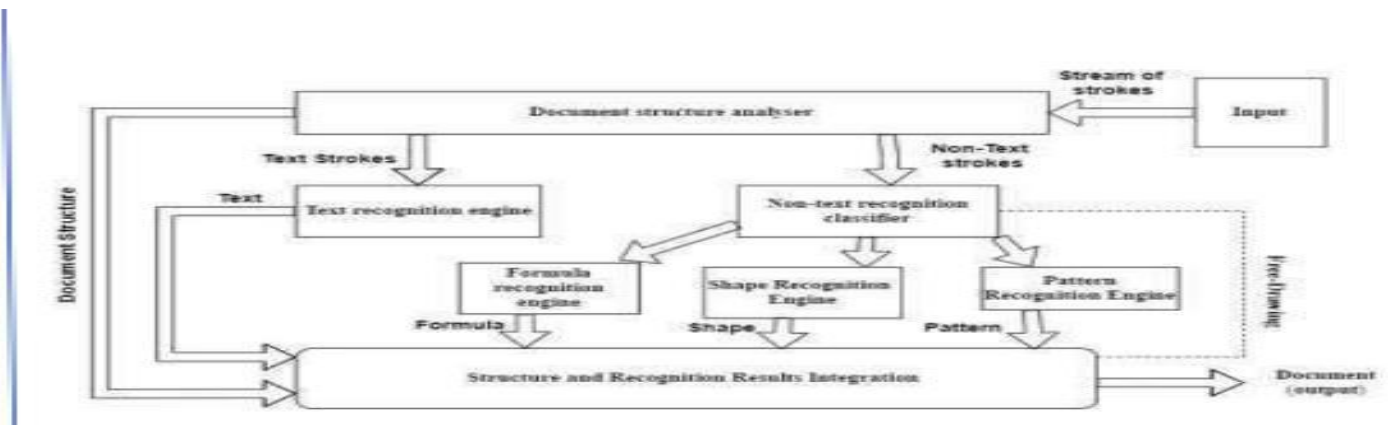 Stream of
strokes
Document structure analyser
Input
Text Strokes
Non-Text
strokes
Document Structure
Text
Text recognition engine
Non-text recognition
classifier
Formula
recognition
engine
Shape Recognition
Engine
Pattern
Recognition Engine
Free-Drawing
Formula
Shape
Pattern
Structure and Recognition Results Integration
Document
(output)